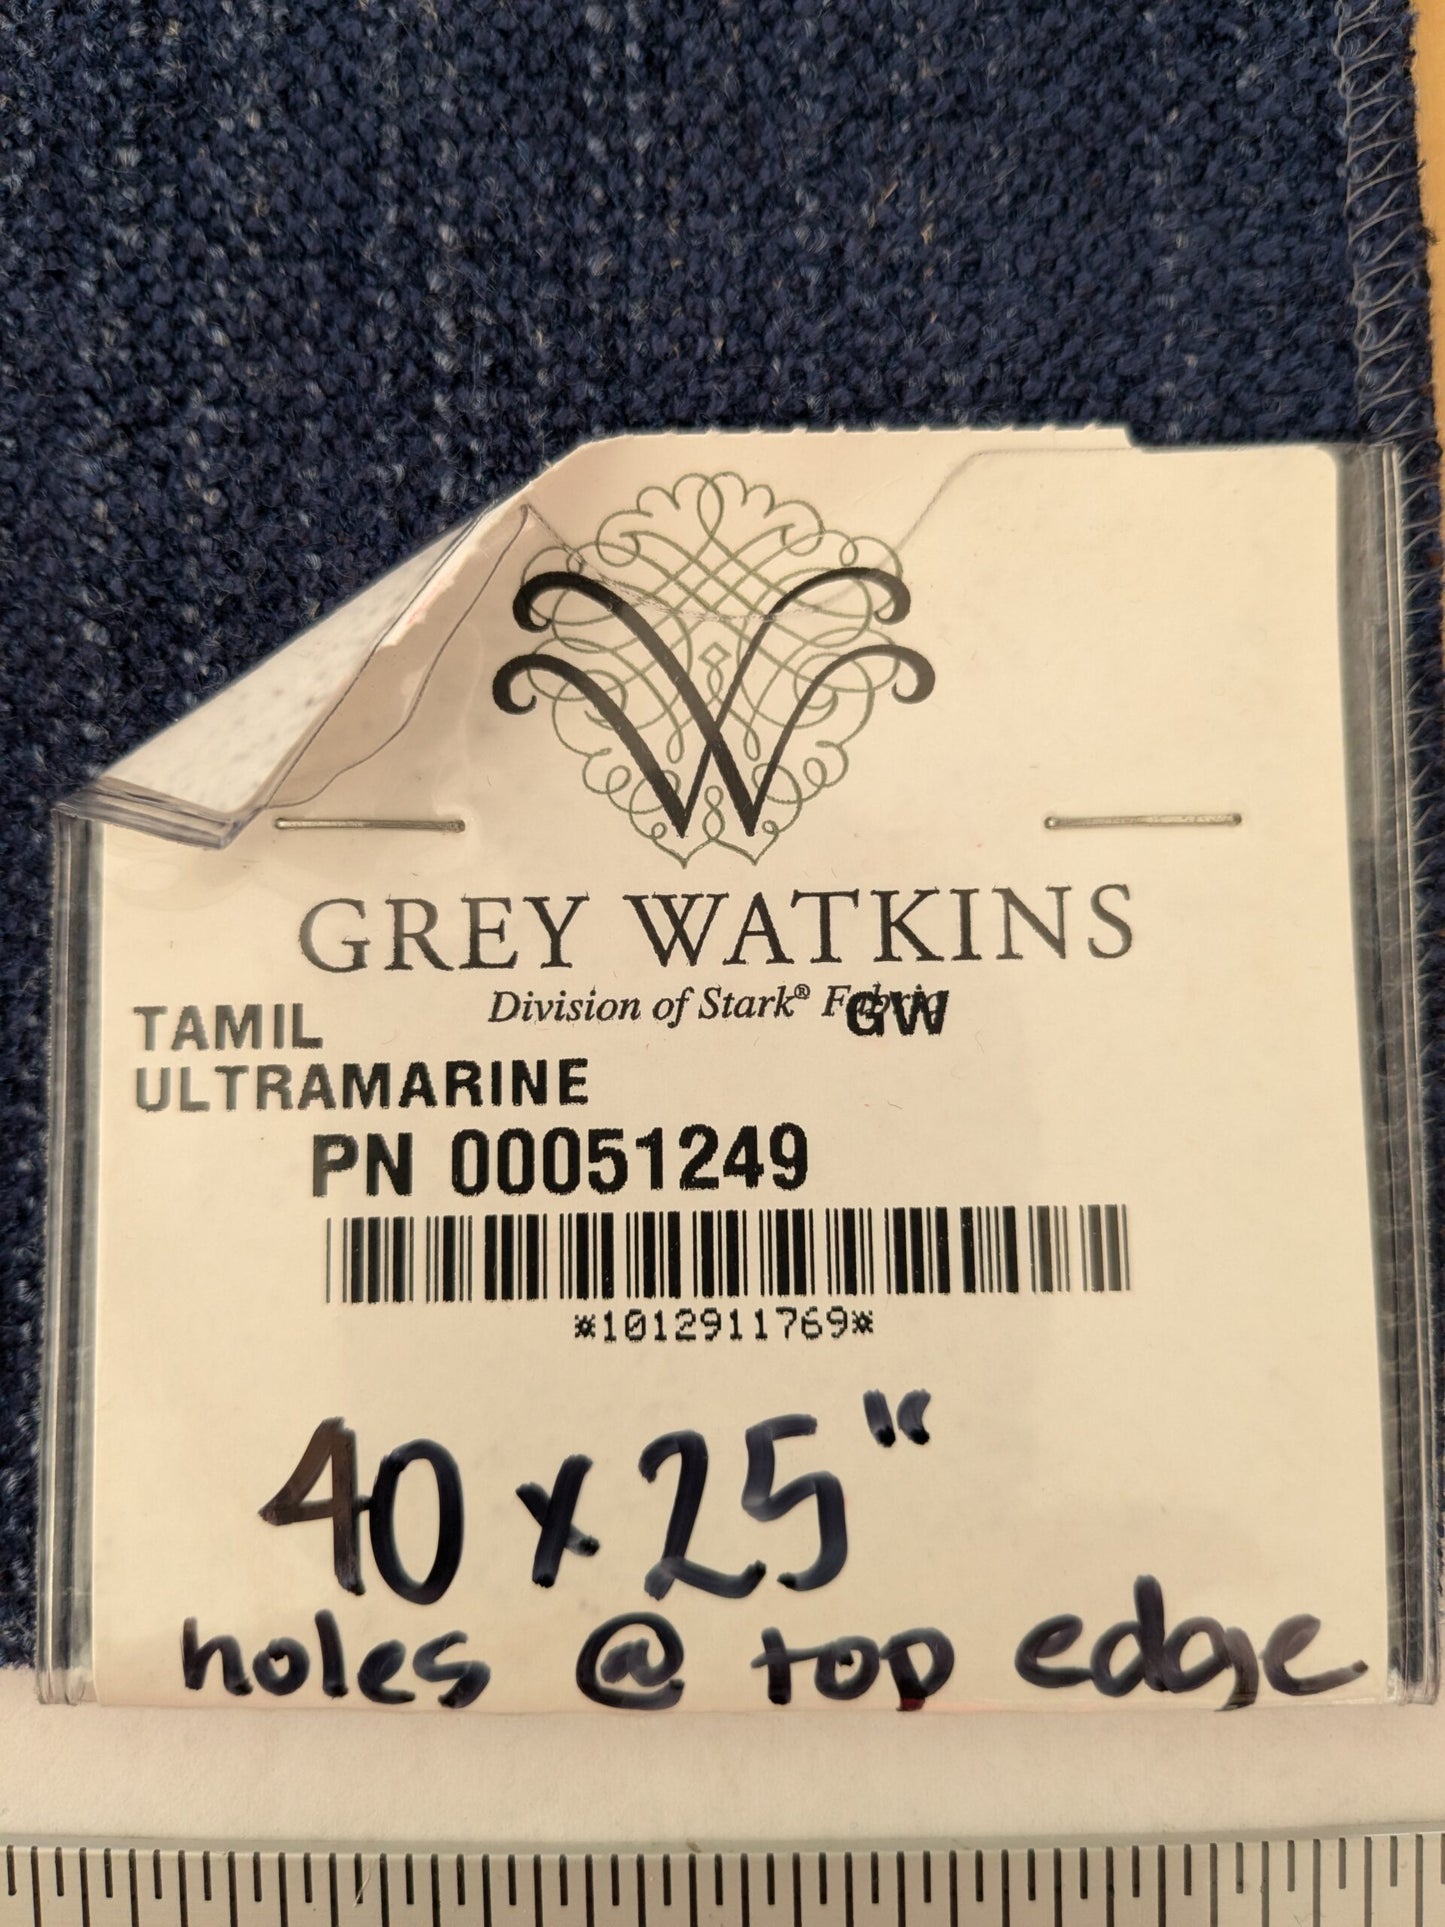 GREY WATKINS
Division of Stark® Fabric
GW
TAMIL
ULTRAMARINE
PN 00051249
*1012911769*
40 x 25"
holes @ top edge